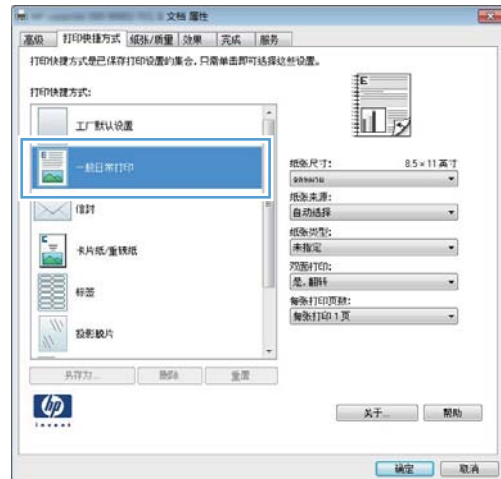 文档 属性
高级 打印快捷方式 纸张/质量 效果 完成 服务
打印快捷方式是已保存打印设置的集合，只需单击即可选择这些设置。
打印快捷方式：
工厂默认设置
一般日常打印
信封
卡片纸/重磅纸
标签
投影胶片
另存为... 删除 重置
纸张尺寸： 8.5 × 11 英寸
纸张来源：
自动选择
纸张类型：
未指定
双面打印：
是，翻转
每张打印页数：
每张打印 1 页
hp
invent
关于... 帮助
确定 取消